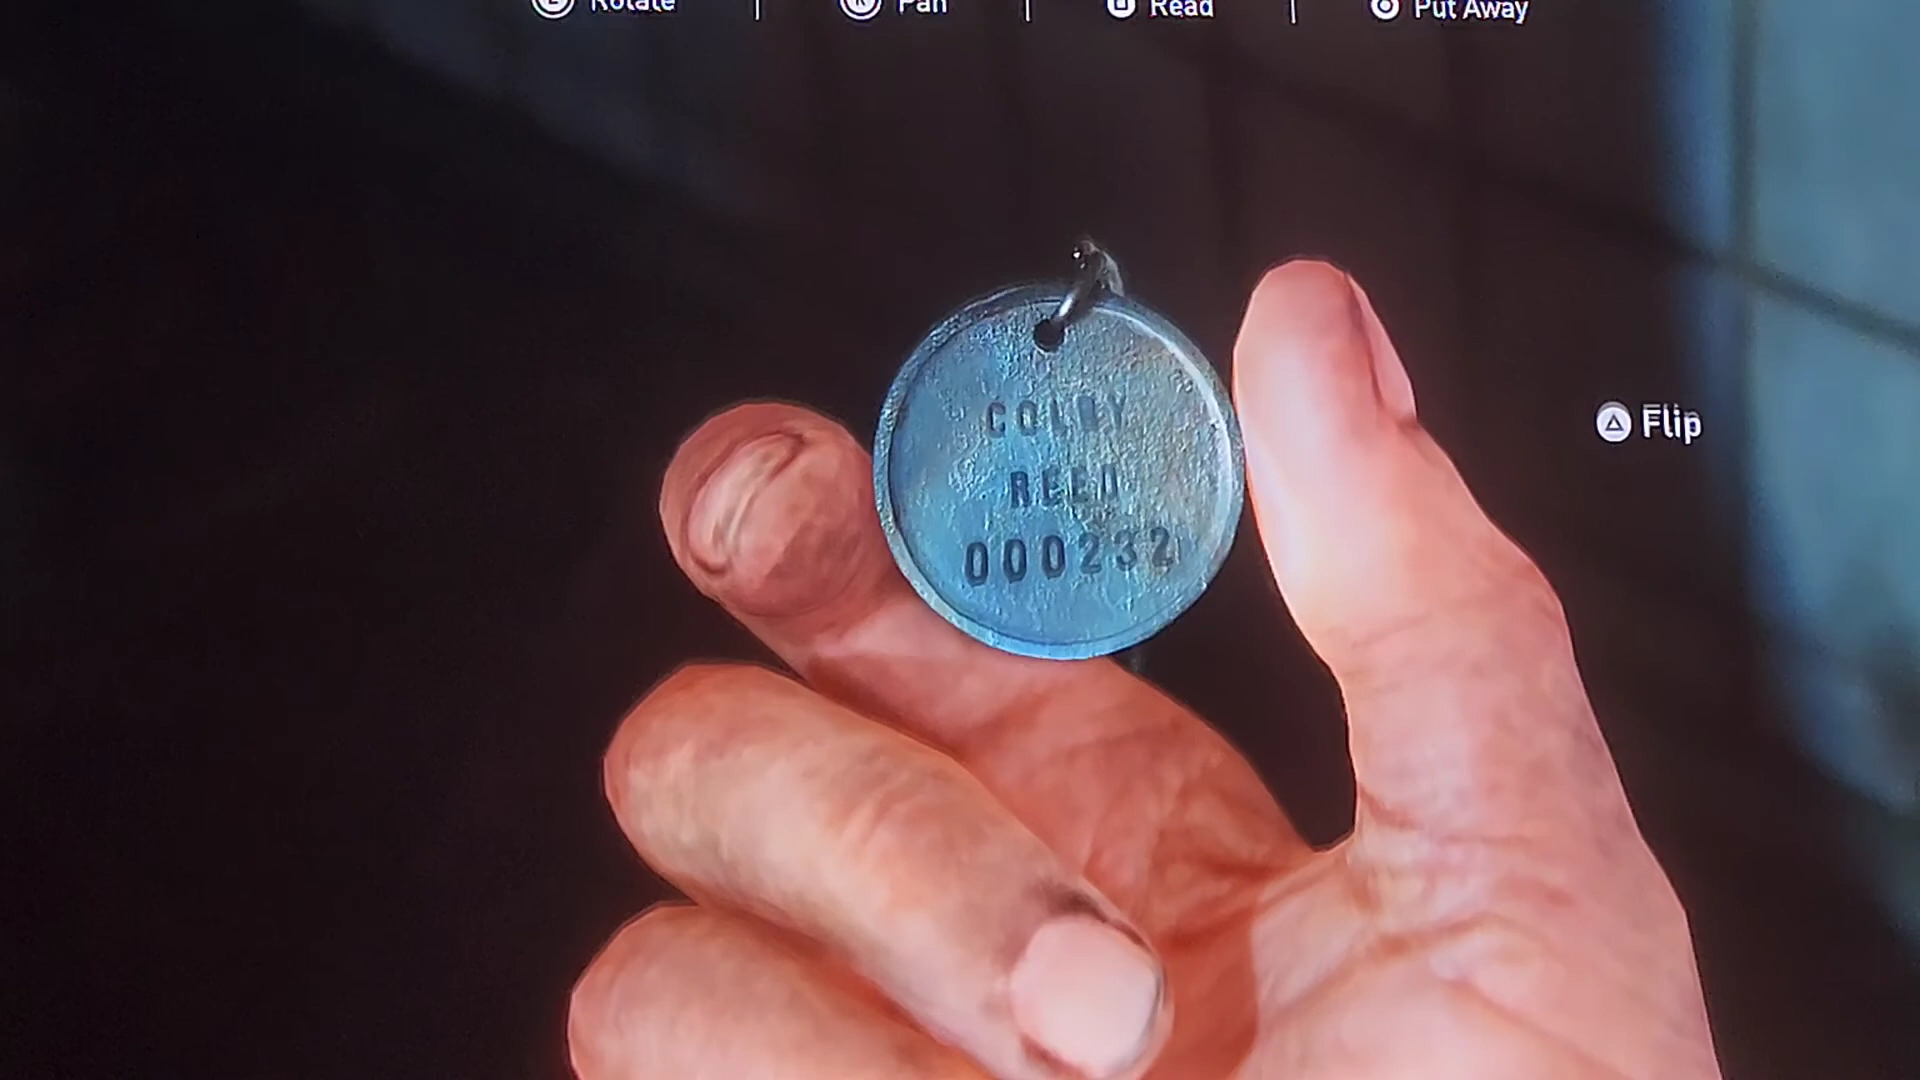 Rotate | Pan | Read | Put Away
COLBY
REED
000232
Flip